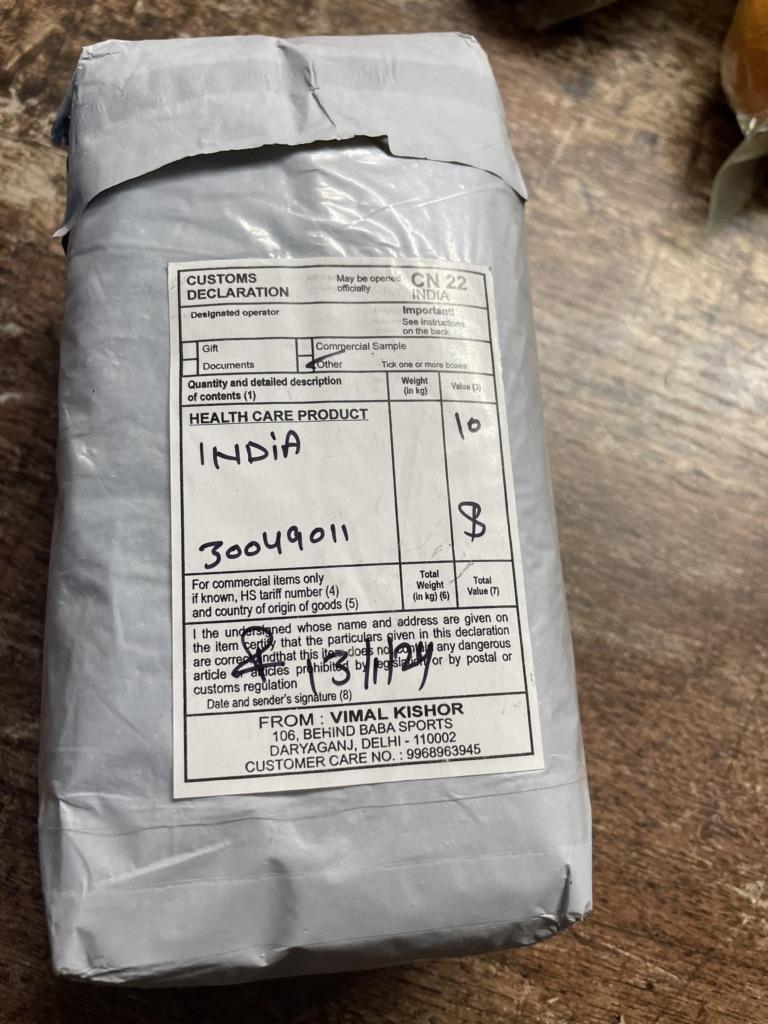 CUSTOMS
DECLARATION
May be opened
officially
CN 22
INDIA
Designated operator
Important!
See instructions
on the back
Gift
Commercial Sample
Documents
Other
Tick one or more boxes
Quantity and detailed description
of contents (1)
Weight
(in kg)
Value (3)
HEALTH CARE PRODUCT
INDiA
10
$
30049011
For commercial items only
if known, HS tariff number (4)
and country of origin of goods (5)
Total
Weight
(in kg) (6)
Total
Value (7)
I the undersigned whose name and address are given on
the item certify that the particulars given in this declaration
are correct andthat this item does not any dangerous
article articles prohibited by legislation or by postal or
customs regulation
13/1/24
Date and sender's signature (8)
FROM : VIMAL KISHOR
106, BEHIND BABA SPORTS
DARYAGANJ, DELHI - 110002
CUSTOMER CARE NO. : 9968963945